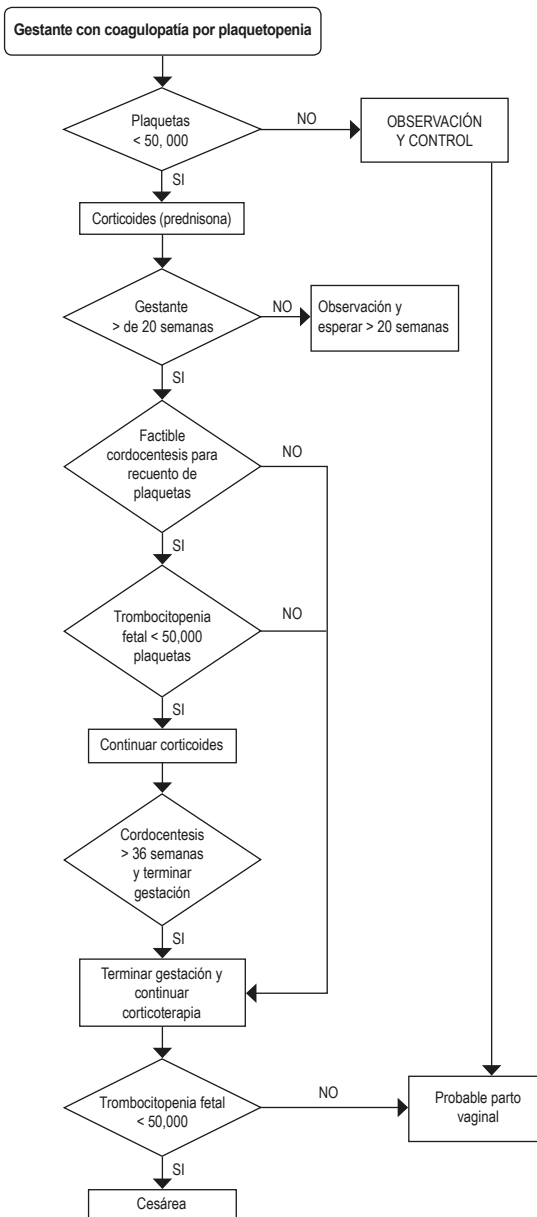 Gestante con coagulopatía por plaquetopenia
Plaquetas
< 50, 000
NO
OBSERVACIÓN
Y CONTROL
SI
Corticoides (prednisona)
Gestante
> de 20 semanas
NO
Observación y
esperar > 20 semanas
SI
Factible
cordocentesis para
recuento de
plaquetas
NO
SI
Trombocitopenia
fetal < 50,000
plaquetas
NO
SI
Continuar corticoides
Cordocentesis
> 36 semanas
y terminar
gestación
SI
Terminar gestación y
continuar
corticoterapia
Trombocitopenia fetal
< 50,000
NO
Probable parto
vaginal
SI
Cesárea